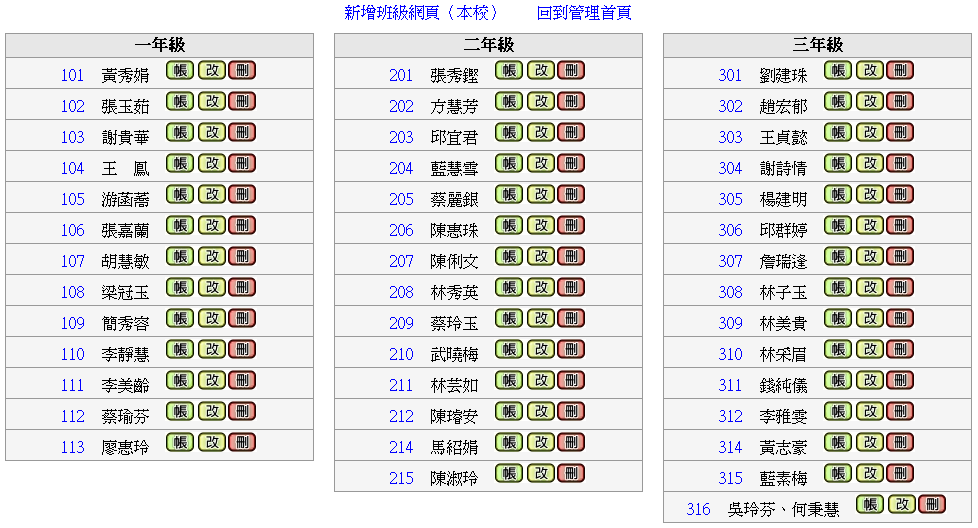 新增班級網頁（本校） 回到管理首頁
一年級 二年級 三年級
101 黃秀娟 帳 改 刪 201 張秀鏗 帳 改 刪 301 劉建珠 帳 改 刪
102 張玉茹 帳 改 刪 202 方慧芳 帳 改 刪 302 趙宏郁 帳 改 刪
103 謝貴華 帳 改 刪 203 邱宜君 帳 改 刪 303 王貞懿 帳 改 刪
104 王　鳳 帳 改 刪 204 藍慧雪 帳 改 刪 304 謝詩情 帳 改 刪
105 游菡 帳 改 刪 205 蔡麗銀 帳 改 刪 305 楊建明 帳 改 刪
106 張嘉蘭 帳 改 刪 206 陳惠珠 帳 改 刪 306 邱群婷 帳 改 刪
107 胡慧敏 帳 改 刪 207 陳俐文 帳 改 刪 307 詹瑞逢 帳 改 刪
108 梁冠玉 帳 改 刪 208 林秀英 帳 改 刪 308 林子玉 帳 改 刪
109 簡秀容 帳 改 刪 209 蔡玲玉 帳 改 刪 309 林美貴 帳 改 刪
110 李靜慧 帳 改 刪 210 武曉梅 帳 改 刪 310 林采眉 帳 改 刪
111 李美齡 帳 改 刪 211 林芸如 帳 改 刪 311 錢純儀 帳 改 刪
112 蔡瑜芬 帳 改 刪 212 陳璿安 帳 改 刪 312 李雅雯 帳 改 刪
113 廖惠玲 帳 改 刪 214 馬紹娟 帳 改 刪 314 黃志豪 帳 改 刪
215 陳淑玲 帳 改 刪 315 藍素梅 帳 改 刪
316 吳玲芬、何秉慧 帳 改 刪